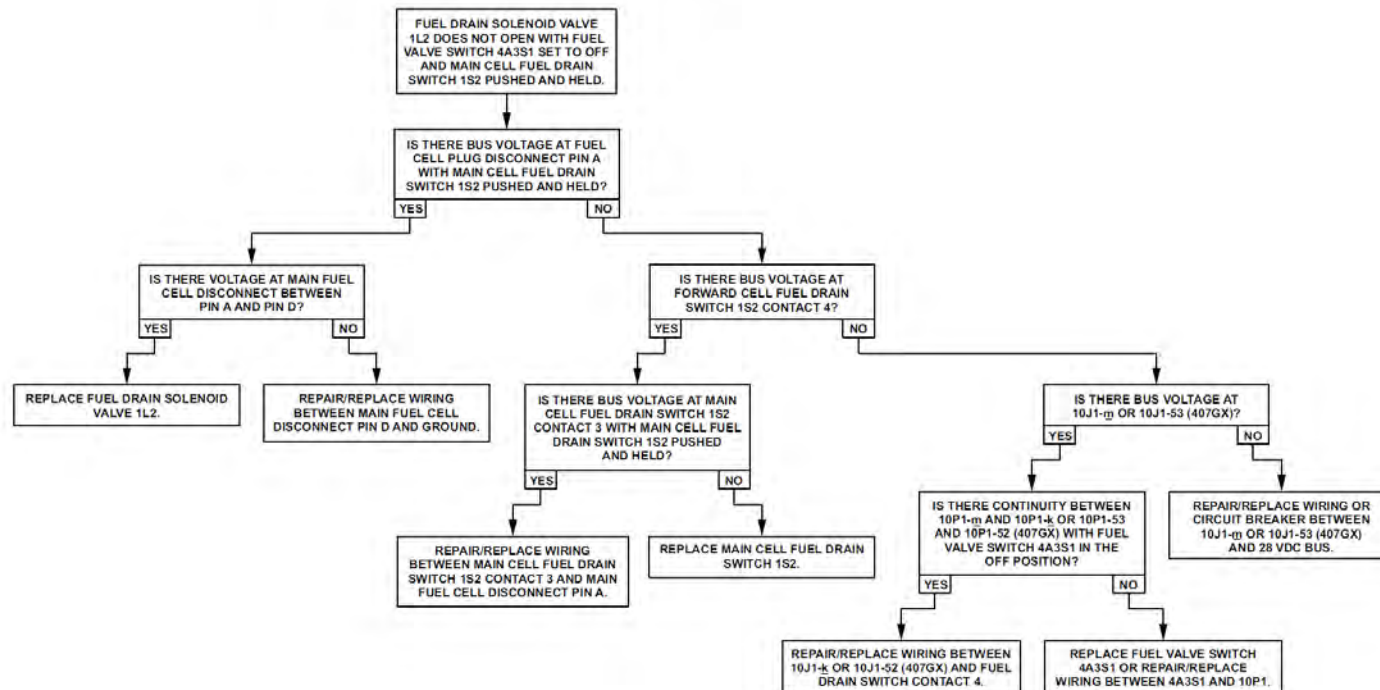 FUEL DRAIN SOLENOID VALVE
1L2 DOES NOT OPEN WITH FUEL
VALVE SWITCH 4A3S1 SET TO OFF
AND MAIN CELL FUEL DRAIN
SWITCH 1S2 PUSHED AND HELD.
IS THERE BUS VOLTAGE AT FUEL
CELL PLUG DISCONNECT PIN A
WITH MAIN CELL FUEL DRAIN
SWITCH 1S2 PUSHED AND HELD?
YES
NO
IS THERE VOLTAGE AT MAIN FUEL
CELL DISCONNECT BETWEEN
PIN A AND PIN D?
YES
NO
IS THERE BUS VOLTAGE AT
FORWARD CELL FUEL DRAIN
SWITCH 1S2 CONTACT 4?
YES
NO
REPLACE FUEL DRAIN SOLENOID
VALVE 1L2.
REPAIR/REPLACE WIRING
BETWEEN MAIN FUEL CELL
DISCONNECT PIN D AND GROUND.
IS THERE BUS VOLTAGE AT MAIN
CELL FUEL DRAIN SWITCH 1S2
CONTACT 3 WITH MAIN CELL FUEL
DRAIN SWITCH 1S2 PUSHED
AND HELD?
YES
NO
IS THERE BUS VOLTAGE AT
10J1-m OR 10J1-53 (407GX)?
YES
NO
REPAIR/REPLACE WIRING
BETWEEN MAIN CELL FUEL DRAIN
SWITCH 1S2 CONTACT 3 AND MAIN
FUEL CELL DISCONNECT PIN A.
REPLACE MAIN CELL FUEL DRAIN
SWITCH 1S2.
IS THERE CONTINUITY BETWEEN
10P1-m AND 10P1-k OR 10P1-53
AND 10P1-52 (407GX) WITH FUEL
VALVE SWITCH 4A3S1 IN THE
OFF POSITION?
YES
NO
REPAIR/REPLACE WIRING OR
CIRCUIT BREAKER BETWEEN
10J1-m OR 10J1-53 (407GX)
AND 28 VDC BUS.
REPAIR/REPLACE WIRING BETWEEN
10J1-k OR 10J1-52 (407GX) AND FUEL
DRAIN SWITCH CONTACT 4.
REPLACE FUEL VALVE SWITCH
4A3S1 OR REPAIR/REPLACE
WIRING BETWEEN 4A3S1 AND 10P1.